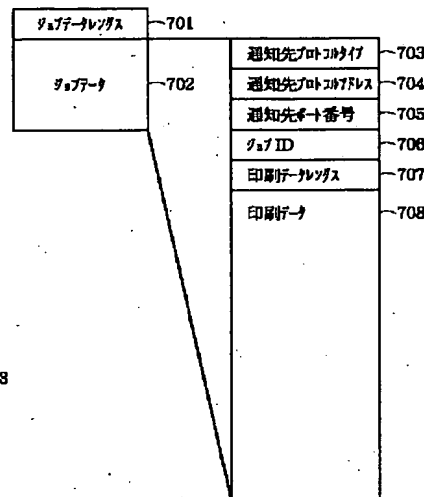 ジョブデータレングス 701
ジョブデータ 702
通知先プロトコルタイプ 703
通知先プロトコルアドレス 704
通知先ポート番号 705
ジョブID 706
印刷データレングス 707
印刷データ 708